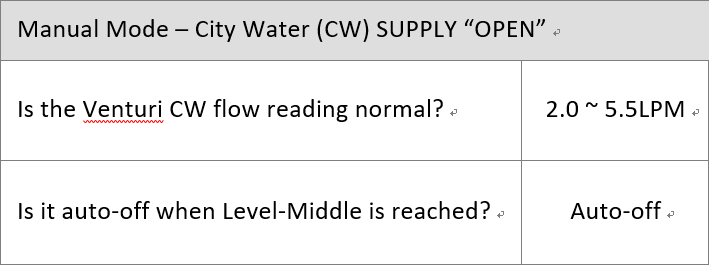 Manual Mode – City Water (CW) SUPPLY “OPEN”
Is the Venturi CW flow reading normal? 2.0 ~ 5.5LPM
Is it auto-off when Level-Middle is reached? Auto-off